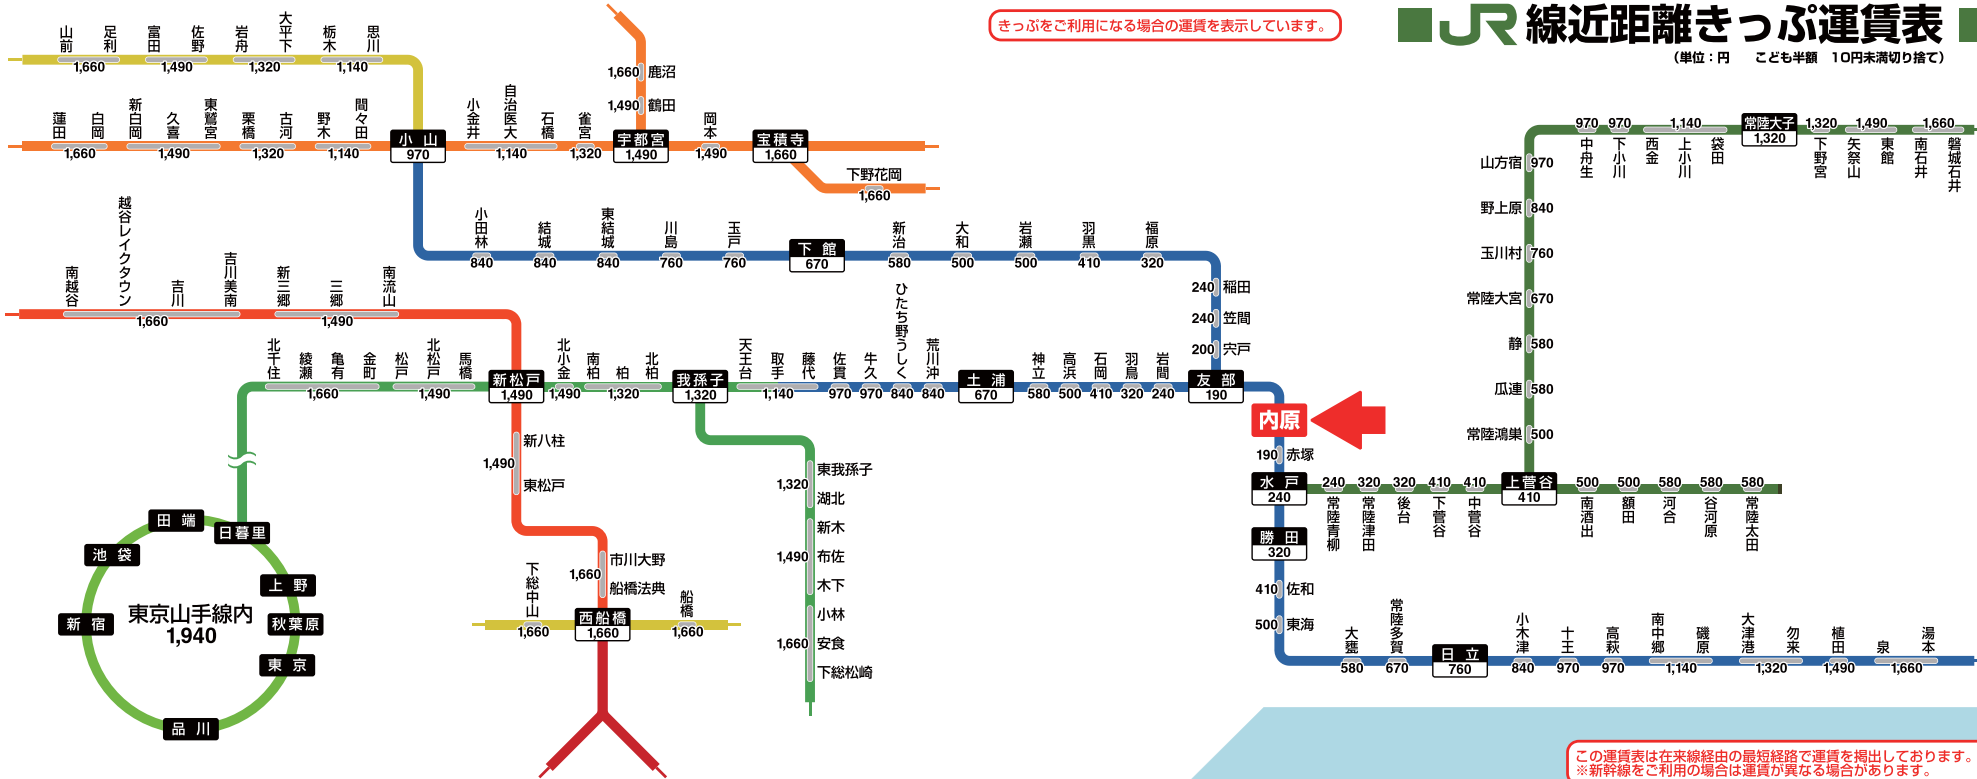 きっぷをご利用になる場合の運賃を表示しています。
JR線近距離きっぷ運賃表
（単位：円　こども半額　10円未満切り捨て）
山前 足利 富田 佐野 岩舟 大平下 栃木 思川
1,660 1,490 1,320 1,140
1,660 鹿沼
1,490 鶴田
蓮田 白岡 新白岡 久喜 東鷲宮 栗橋 古河 野木 間々田 小山 小金井 自治医大 石橋 雀宮 宇都宮 岡本 宝積寺
1,660 1,490 1,320 1,140 970 1,140 1,320 1,490 1,490 1,660
下野花岡
1,660
小田林 結城 東結城 川島 玉戸 下館 新治 大和 岩瀬 羽黒 福原
840 840 840 760 760 670 580 500 500 410 320
240 稲田
240 笠間
200 宍戸
南越谷 越谷レイクタウン 吉川 吉川美南 新三郷 三郷 南流山
1,660 1,490
北千住 綾瀬 亀有 金町 松戸 北松戸 馬橋 新松戸 北小金 南柏 柏 北柏 我孫子 天王台 取手 藤代 佐貫 牛久 ひたち野うしく 荒川沖 土浦 神立 高浜 石岡 羽鳥 岩間 友部
1,660 1,490 1,490 1,490 1,320 1,320 1,140 970 970 840 840 670 580 500 410 320 240 190
内原
190 赤塚
新八柱
1,490
東松戸
市川大野
1,660
船橋法典
下総中山 西船橋 船橋
1,660 1,660 1,660
東我孫子
1,320
湖北
新木
1,490 布佐
木下
小林
1,660 安食
下総松崎
田端
日暮里
池袋
上野
東京山手線内
1,940
新宿
秋葉原
東京
品川
970 970 1,140 常陸大子 1,320 1,490 1,660
1,320
中舟生 下小川 西金 上小川 袋田 下野宮 矢祭山 東館 南石井 磐城石井
山方宿 970
野上原 840
玉川村 760
常陸大宮 670
静 580
瓜連 580
常陸鴻巣 500
水戸 240 320 320 410 410 上菅谷 500 500 580 580 580
240 410
常陸青柳 常陸津田 後台 下菅谷 中菅谷 南酒出 額田 河合 谷河原 常陸太田
勝田
320
410 佐和
500 東海
大甕 常陸多賀 日立 小木津 十王 高萩 南中郷 磯原 大津港 勿来 植田 泉 湯本
580 670 760 840 970 970 1,140 1,320 1,490 1,660
この運賃表は在来線経由の最短経路で運賃を掲出しております。
※新幹線をご利用の場合は運賃が異なる場合があります。